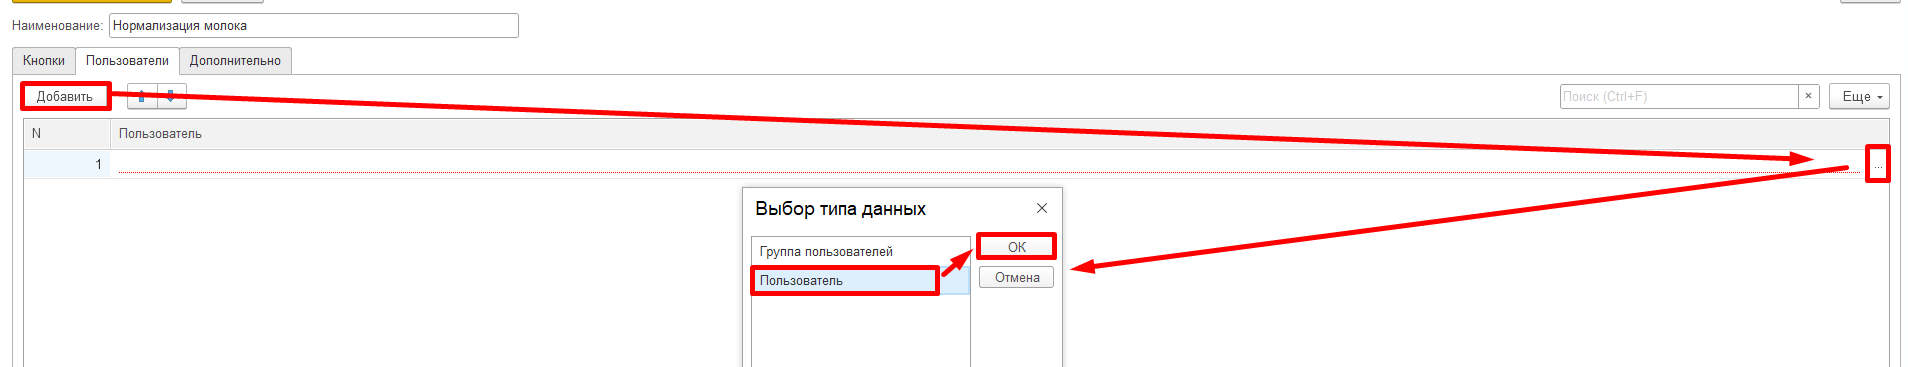 Наименование: Нормализация молока
Кнопки Пользователи Дополнительно
Добавить Поиск (Ctrl+F) × Еще
N Пользователь
1 ...
Выбор типа данных
Группа пользователей ОК
Пользователь Отмена